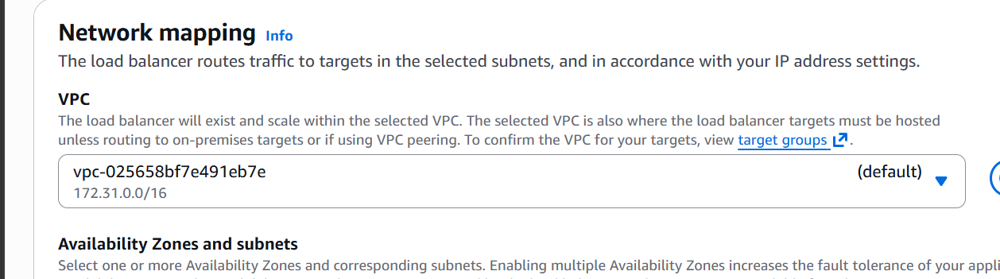 Network mapping Info
The load balancer routes traffic to targets in the selected subnets, and in accordance with your IP address settings.
VPC
The load balancer will exist and scale within the selected VPC. The selected VPC is also where the load balancer targets must be hosted
unless routing to on-premises targets or if using VPC peering. To confirm the VPC for your targets, view target groups.
vpc-025658bf7e491eb7e (default)
172.31.0.0/16
Availability Zones and subnets
Select one or more Availability Zones and corresponding subnets. Enabling multiple Availability Zones increases the fault tolerance of your appli